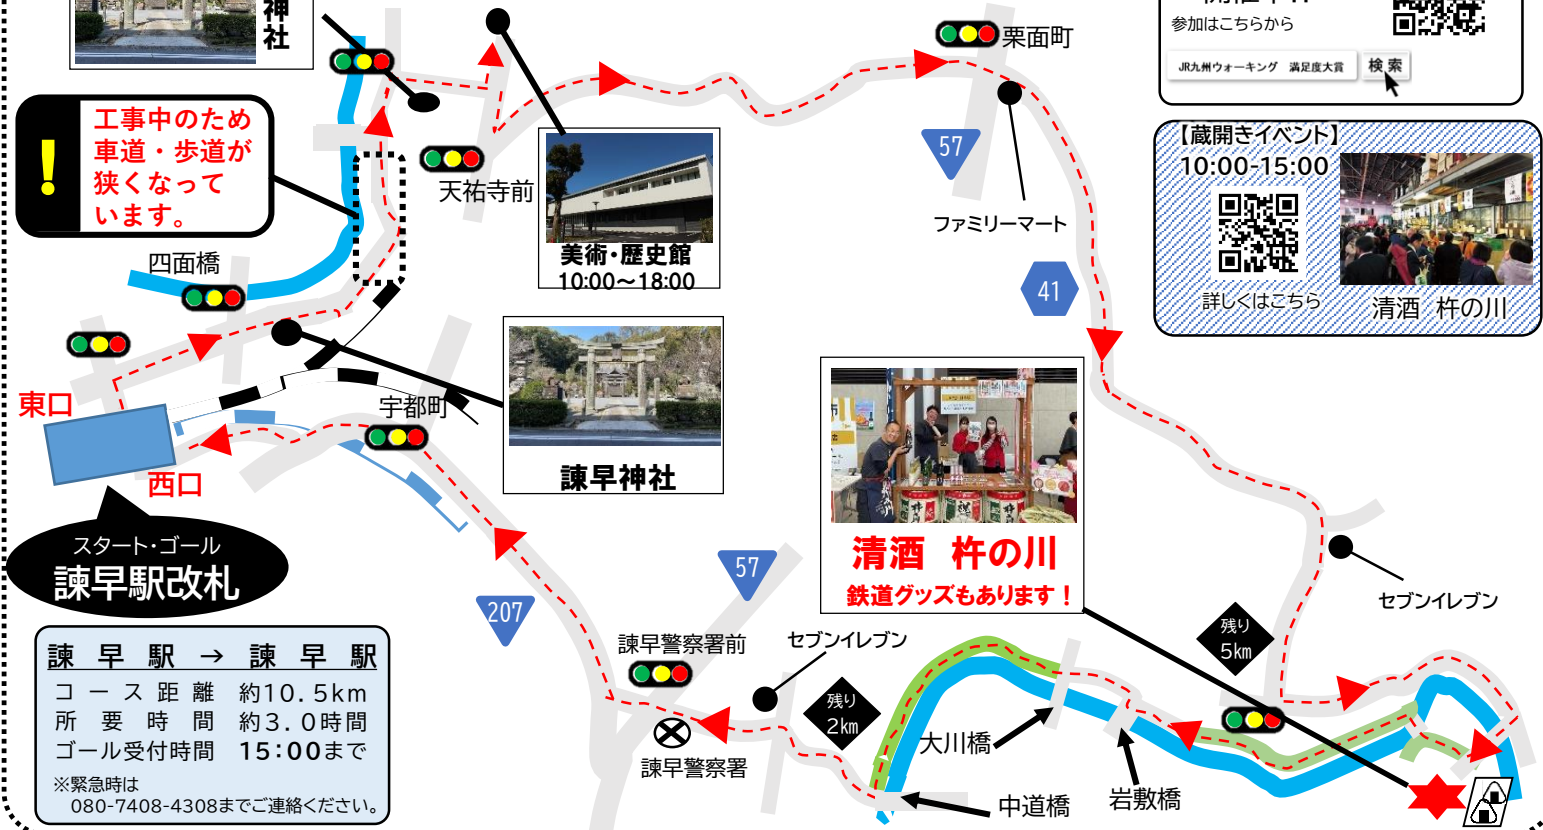 神社
参加はこちらから
JR九州ウォーキング 満足度大賞
検索
栗面町
!
工事中のため
車道・歩道が
狭くなって
います。
天祐寺前
57
美術・歴史館
10:00～18:00
ファミリーマート
【蔵開きイベント】
10:00-15:00
詳しくはこちら
清酒 杵の川
四面橋
41
東口
宇都町
西口
諫早神社
スタート・ゴール
諫早駅改札
清酒 杵の川
鉄道グッズもあります！
57
207
セブンイレブン
残り
5km
諫早駅 → 諫早駅
コース距離 約10.5km
所要時間 約3.0時間
ゴール受付時間 15:00まで
※緊急時は
080-7408-4308までご連絡ください。
諫早警察署前
セブンイレブン
残り
2km
諫早警察署
大川橋
中道橋
岩敷橋